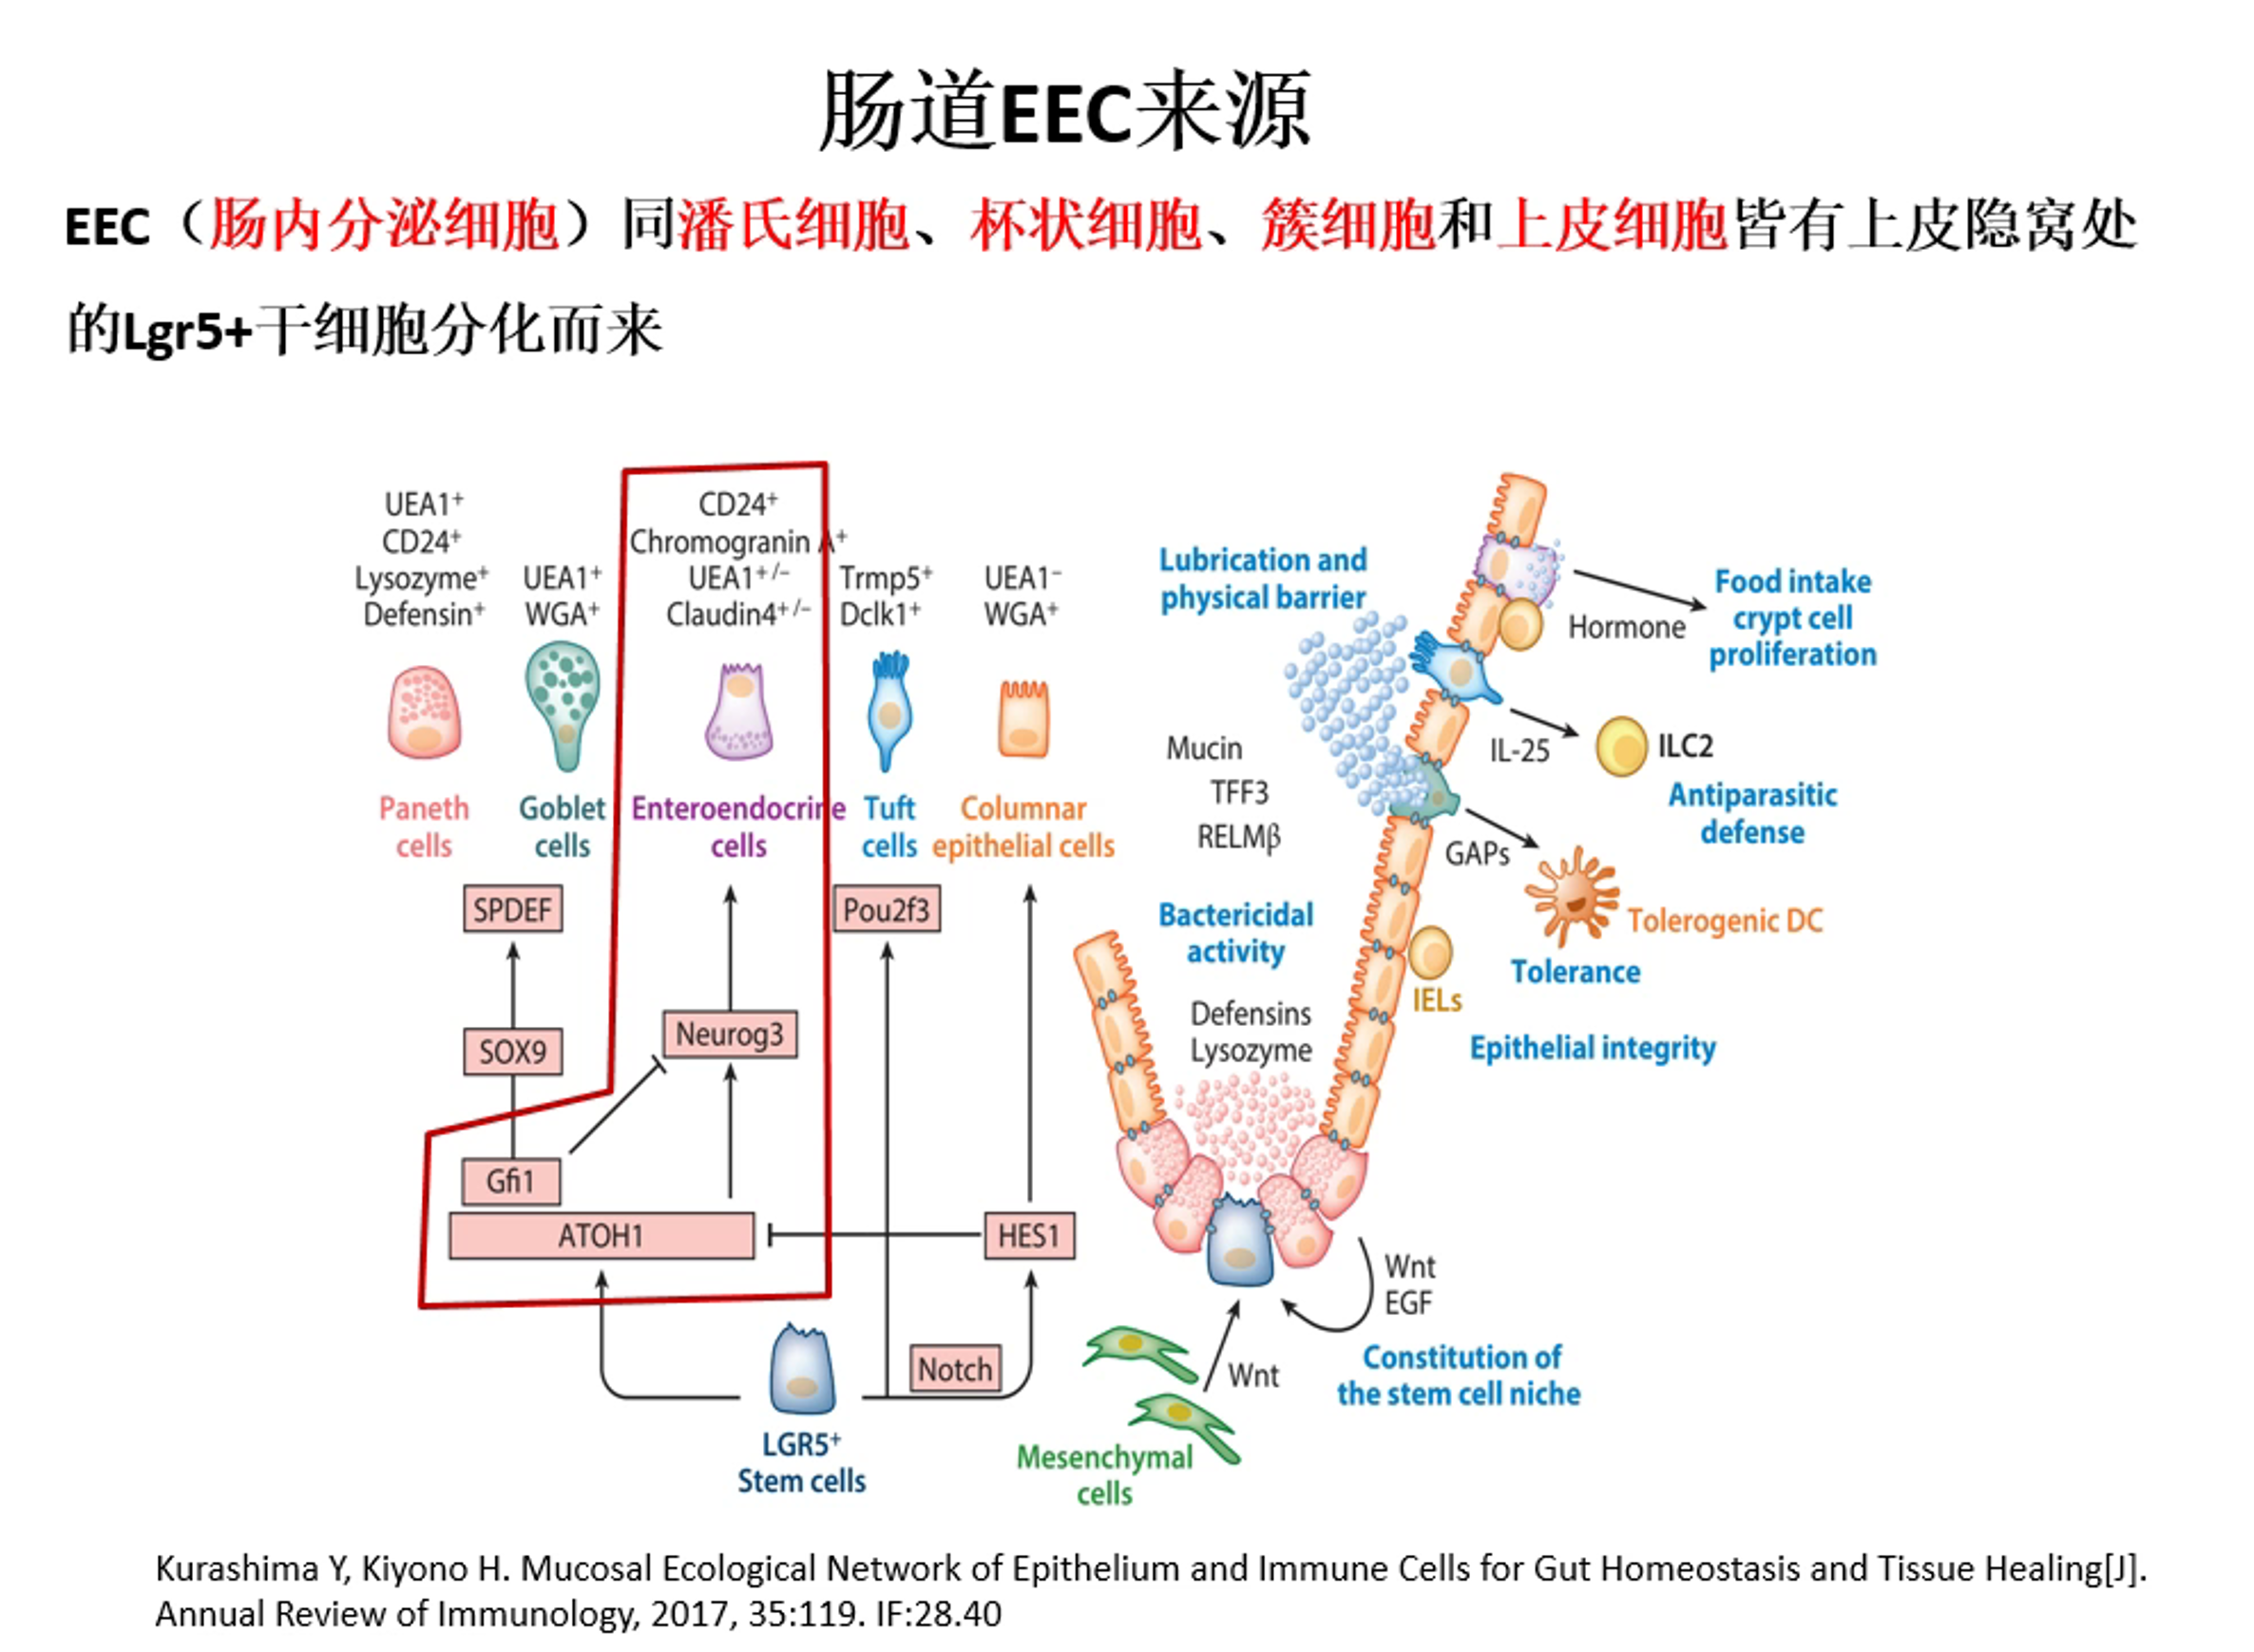 肠道EEC来源
EEC（肠内分泌细胞）同潘氏细胞、杯状细胞、簇细胞和上皮细胞皆有上皮隐窝处
的Lgr5+干细胞分化而来
UEA1⁺
CD24⁺
Lysozyme⁺
Defensin⁺
UEA1⁺
WGA⁺
CD24⁺
Chromogranin A⁺
UEA1⁺/⁻
Claudin4⁺/⁻
Trmp5⁺
Dclk1⁺
UEA1⁻
WGA⁺
Paneth
cells
Goblet
cells
Enteroendocrine
cells
Tuft
cells
Columnar
epithelial cells
SPDEF
Pou2f3
SOX9
Neurog3
Gfi1
ATOH1
HES1
Notch
LGR5⁺
Stem cells
Lubrication and
physical barrier
Hormone
Food intake
crypt cell
proliferation
Mucin
TFF3
RELMβ
IL-25
ILC2
Antiparasitic
defense
GAPs
Tolerogenic DC
Tolerance
Bactericidal
activity
IELs
Defensins
Lysozyme
Epithelial integrity
Wnt
EGF
Constitution of
the stem cell niche
Wnt
Mesenchymal
cells
Kurashima Y, Kiyono H. Mucosal Ecological Network of Epithelium and Immune Cells for Gut Homeostasis and Tissue Healing[J].
Annual Review of Immunology, 2017, 35:119. IF:28.40